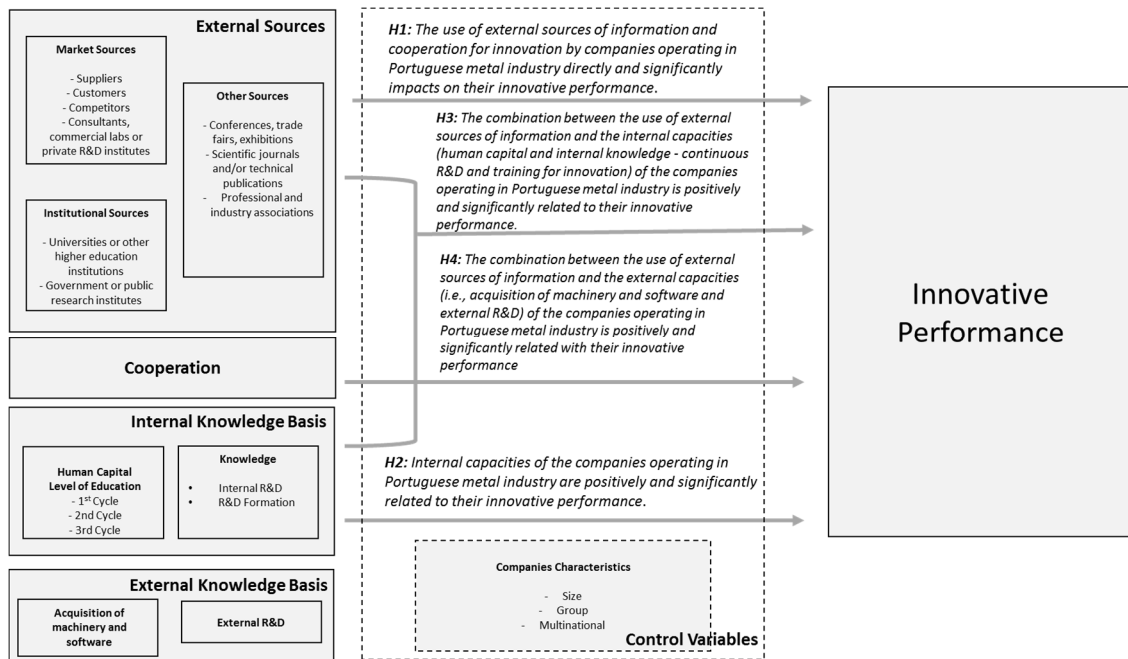 External Sources
Market Sources
- Suppliers
- Customers
- Competitors
- Consultants,
commercial labs or
private R&D institutes
Other Sources
- Conferences, trade
fairs, exhibitions
- Scientific journals
and/or technical
publications
- Professional and
industry associations
Institutional Sources
- Universities or other
higher education
institutions
- Government or public
research institutes
Cooperation
Internal Knowledge Basis
Human Capital
Level of Education
- 1st Cycle
- 2nd Cycle
- 3rd Cycle
Knowledge
• Internal R&D
• R&D Formation
External Knowledge Basis
Acquisition of
machinery and
software
External R&D
H1: The use of external sources of information and
cooperation for innovation by companies operating in
Portuguese metal industry directly and significantly
impacts on their innovative performance.
H3: The combination between the use of external
sources of information and the internal capacities
(human capital and internal knowledge - continuous
R&D and training for innovation) of the companies
operating in Portuguese metal industry is positively
and significantly related to their innovative
performance.
H4: The combination between the use of external
sources of information and the external capacities
(i.e., acquisition of machinery and software and
external R&D) of the companies operating in
Portuguese metal industry is positively and
significantly related with their innovative
performance
H2: Internal capacities of the companies operating in
Portuguese metal industry are positively and significantly
related to their innovative performance.
Companies Characteristics
- Size
- Group
- Multinational
Control Variables
Innovative
Performance